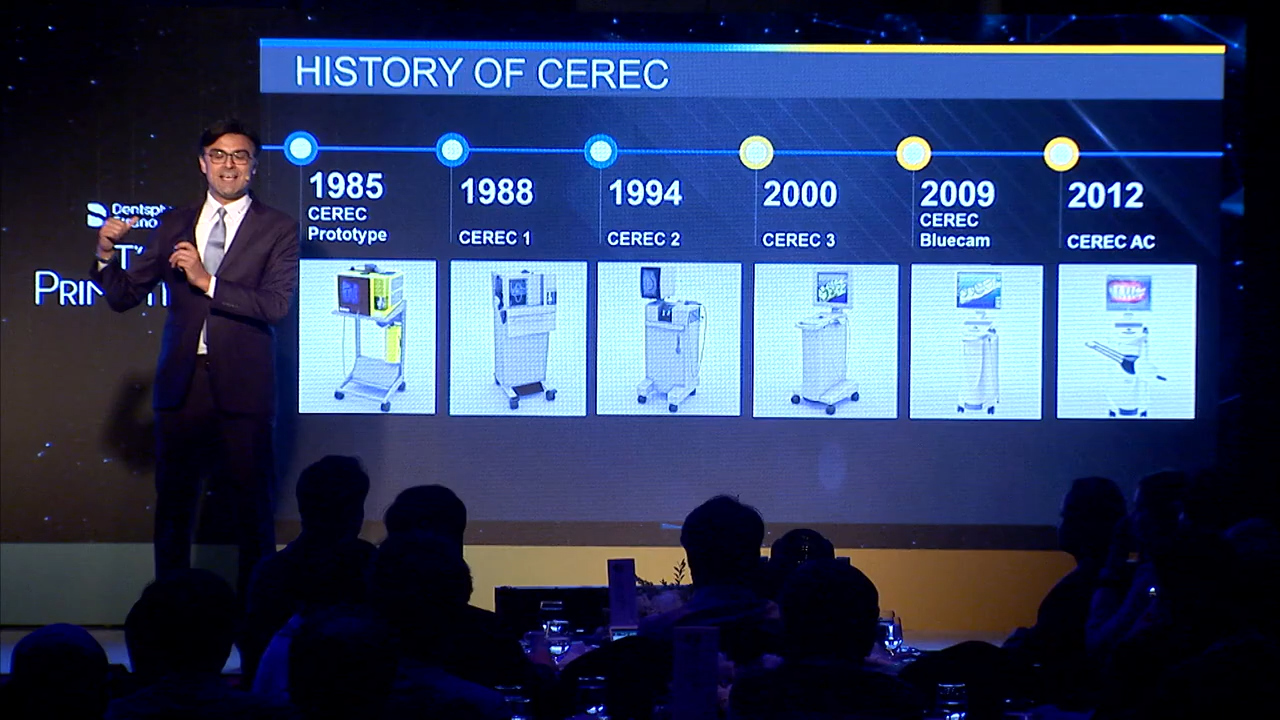 HISTORY OF CEREC
1985
CEREC
Prototype
1988
CEREC 1
1994
CEREC 2
2000
CEREC 3
2009
CEREC
Bluecam
2012
CEREC AC